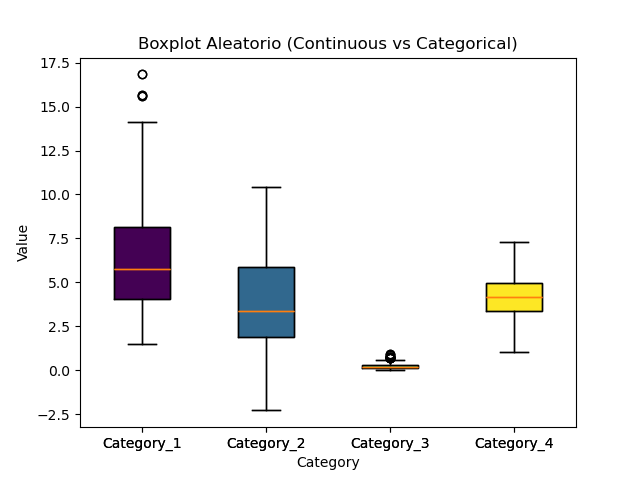 Boxplot Aleatorio (Continuous vs Categorical)
17.5
15.0
12.5
10.0
7.5
5.0
2.5
0.0
−2.5
Value
Category_1 Category_2 Category_3 Category_4
Category